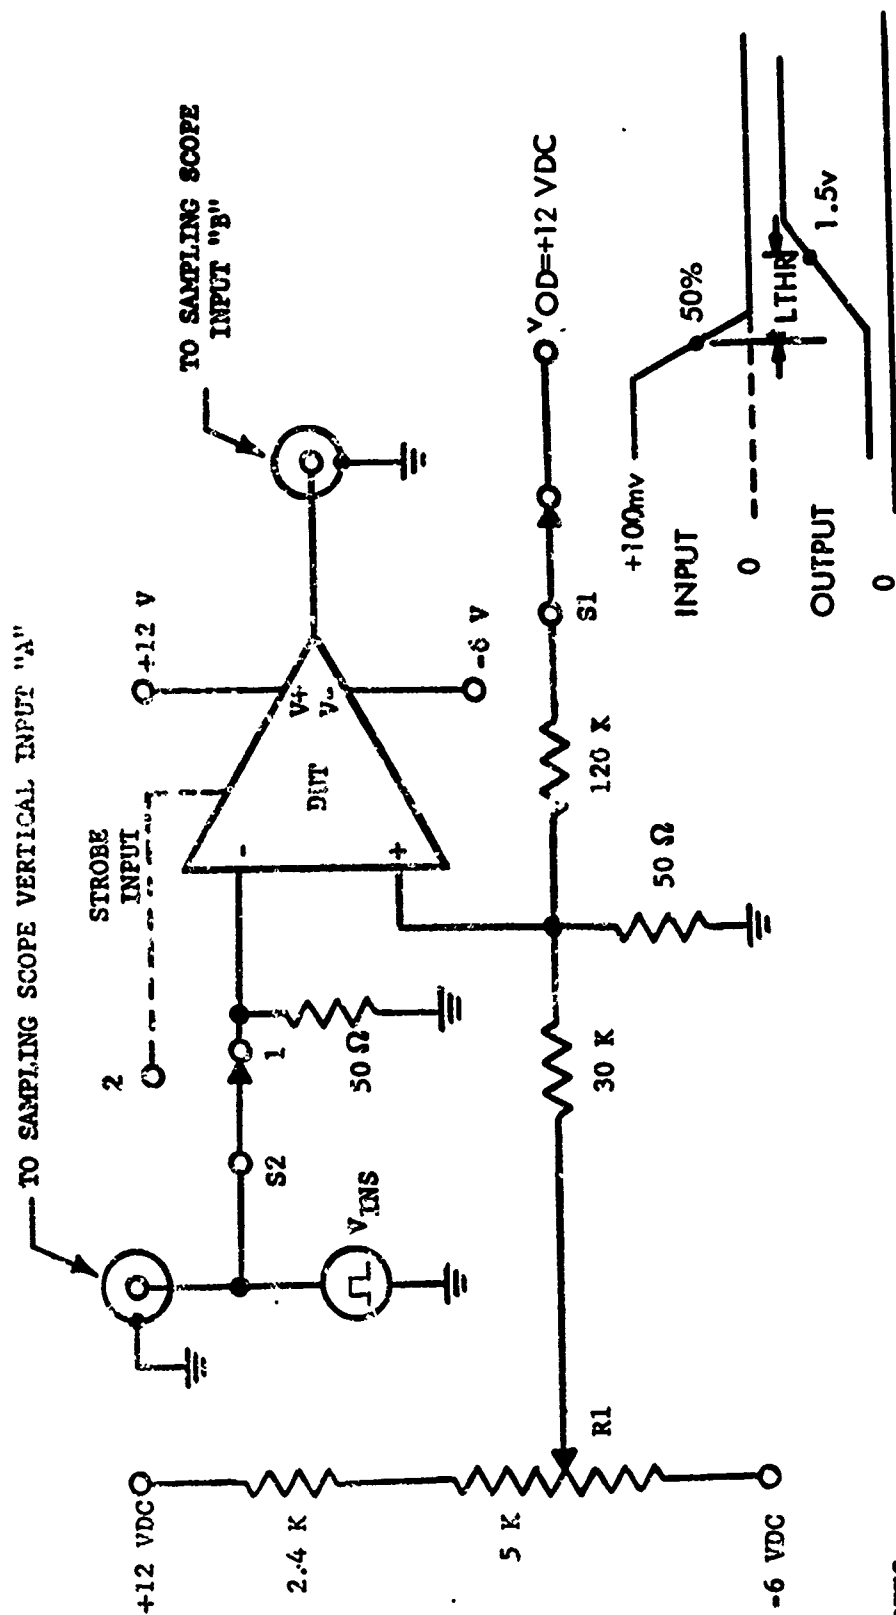 TO SAMPLING SCOPE VERTICAL INPUT "A"
TO SAMPLING SCOPE
INPUT "B"
STROBE
INPUT
2
+12 V
+12 VDC
2.4 K
5 K
-6 VDC
R1
V INS
S2
1
50 Ω
-
+
DUT
V+
V-
-6 V
30 K
50 Ω
120 K
S1
VOD=+12 VDC
+100mv
INPUT
0
50%
LTHR
OUTPUT
0
1.5v